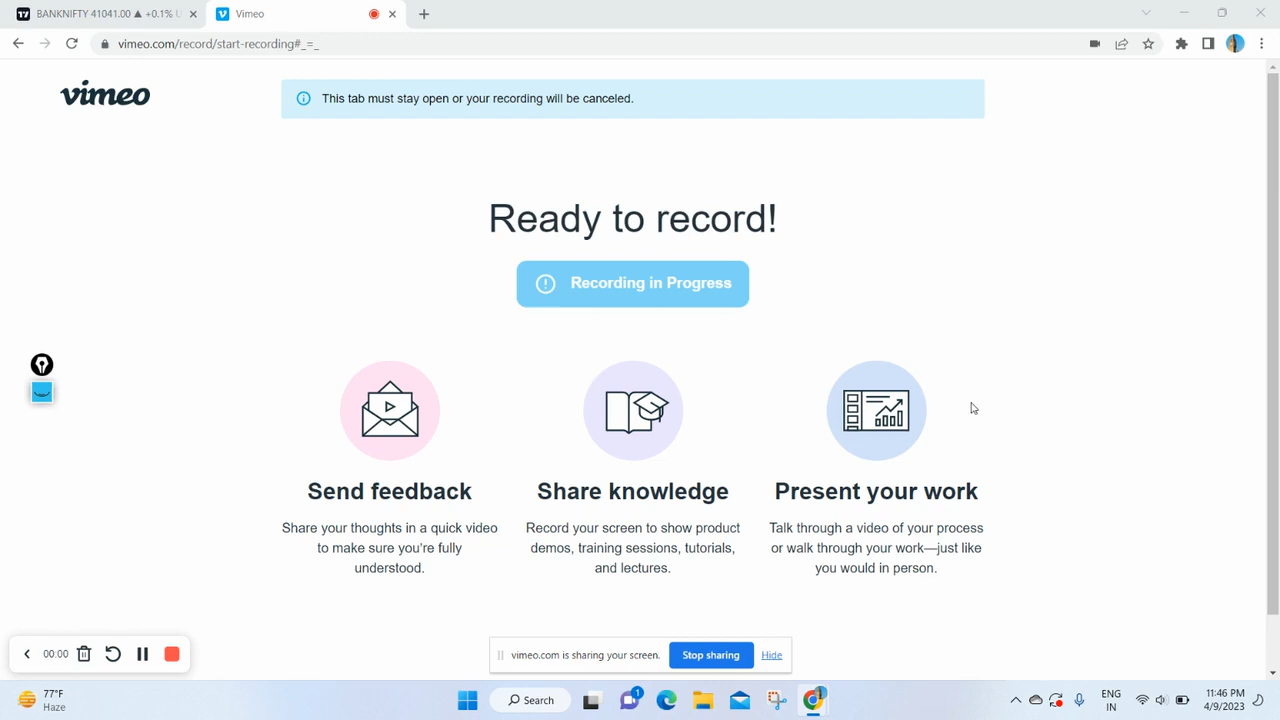 BANKNIFTY 41041.00 ▲ +0.1% U
Vimeo
vimeo.com/record/start-recording#_=_
vimeo
This tab must stay open or your recording will be canceled.
Ready to record!
Recording in Progress
Send feedback
Share your thoughts in a quick video
to make sure you're fully
understood.
Share knowledge
Record your screen to show product
demos, training sessions, tutorials,
and lectures.
Present your work
Talk through a video of your process
or walk through your work—just like
you would in person.
00:00
vimeo.com is sharing your screen.
Stop sharing
Hide
77°F
Haze
Search
1
ENG
IN
11:46 PM
4/9/2023